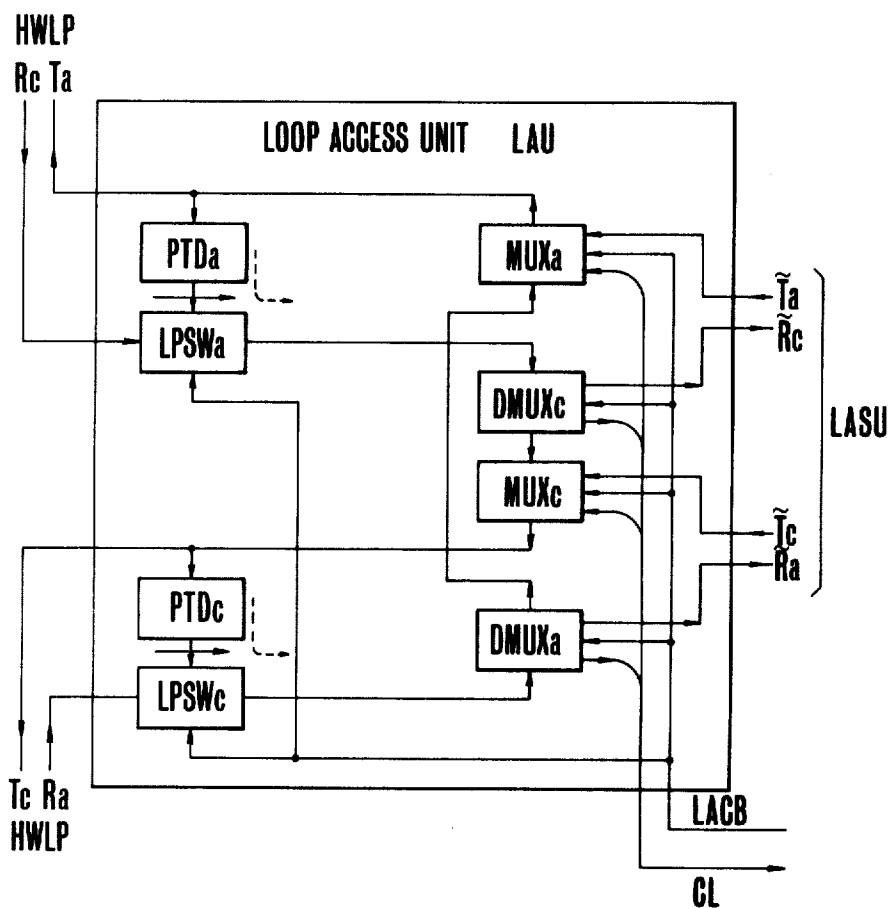 HWLP
Rc Ta
LOOP ACCESS UNIT LAU
PTDa
MUXa
T̃a
LPSWa
R̃c
DMUXc
LASU
MUXc
T̃c
R̃a
PTDc
DMUXa
LPSWc
Tc Ra
HWLP
LACB
CL